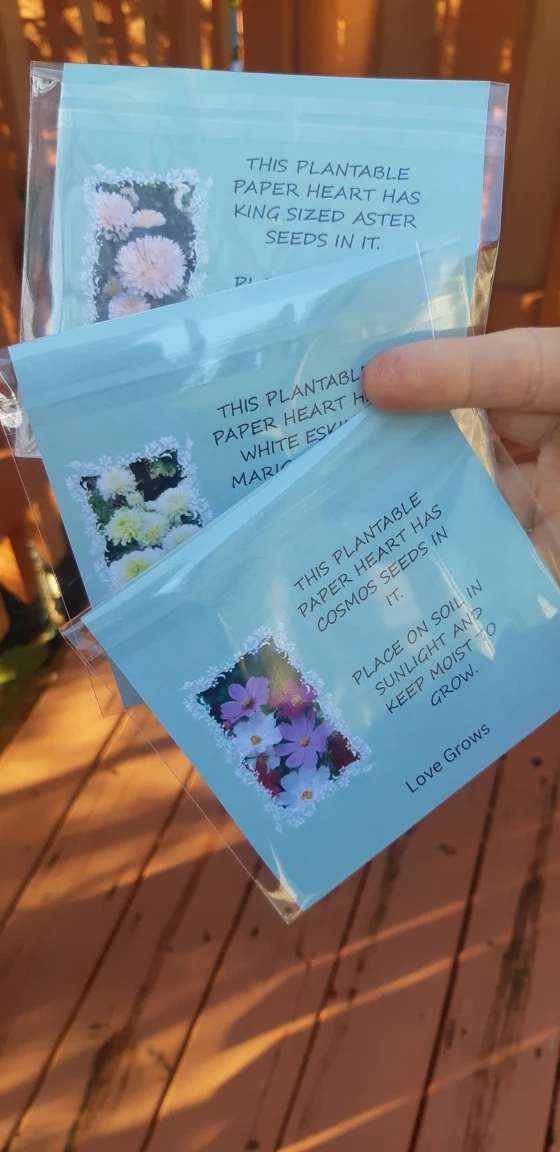 THIS PLANTABLE
PAPER HEART HAS
KING SIZED ASTER
SEEDS IN IT.
THIS PLANTABLE
PAPER HEART
WHITE
THIS PLANTABLE
PAPER HEART HAS
COSMOS SEEDS IN
IT.
PLACE ON SOIL IN
SUNLIGHT AND
KEEP MOIST TO
GROW.
Love Grows